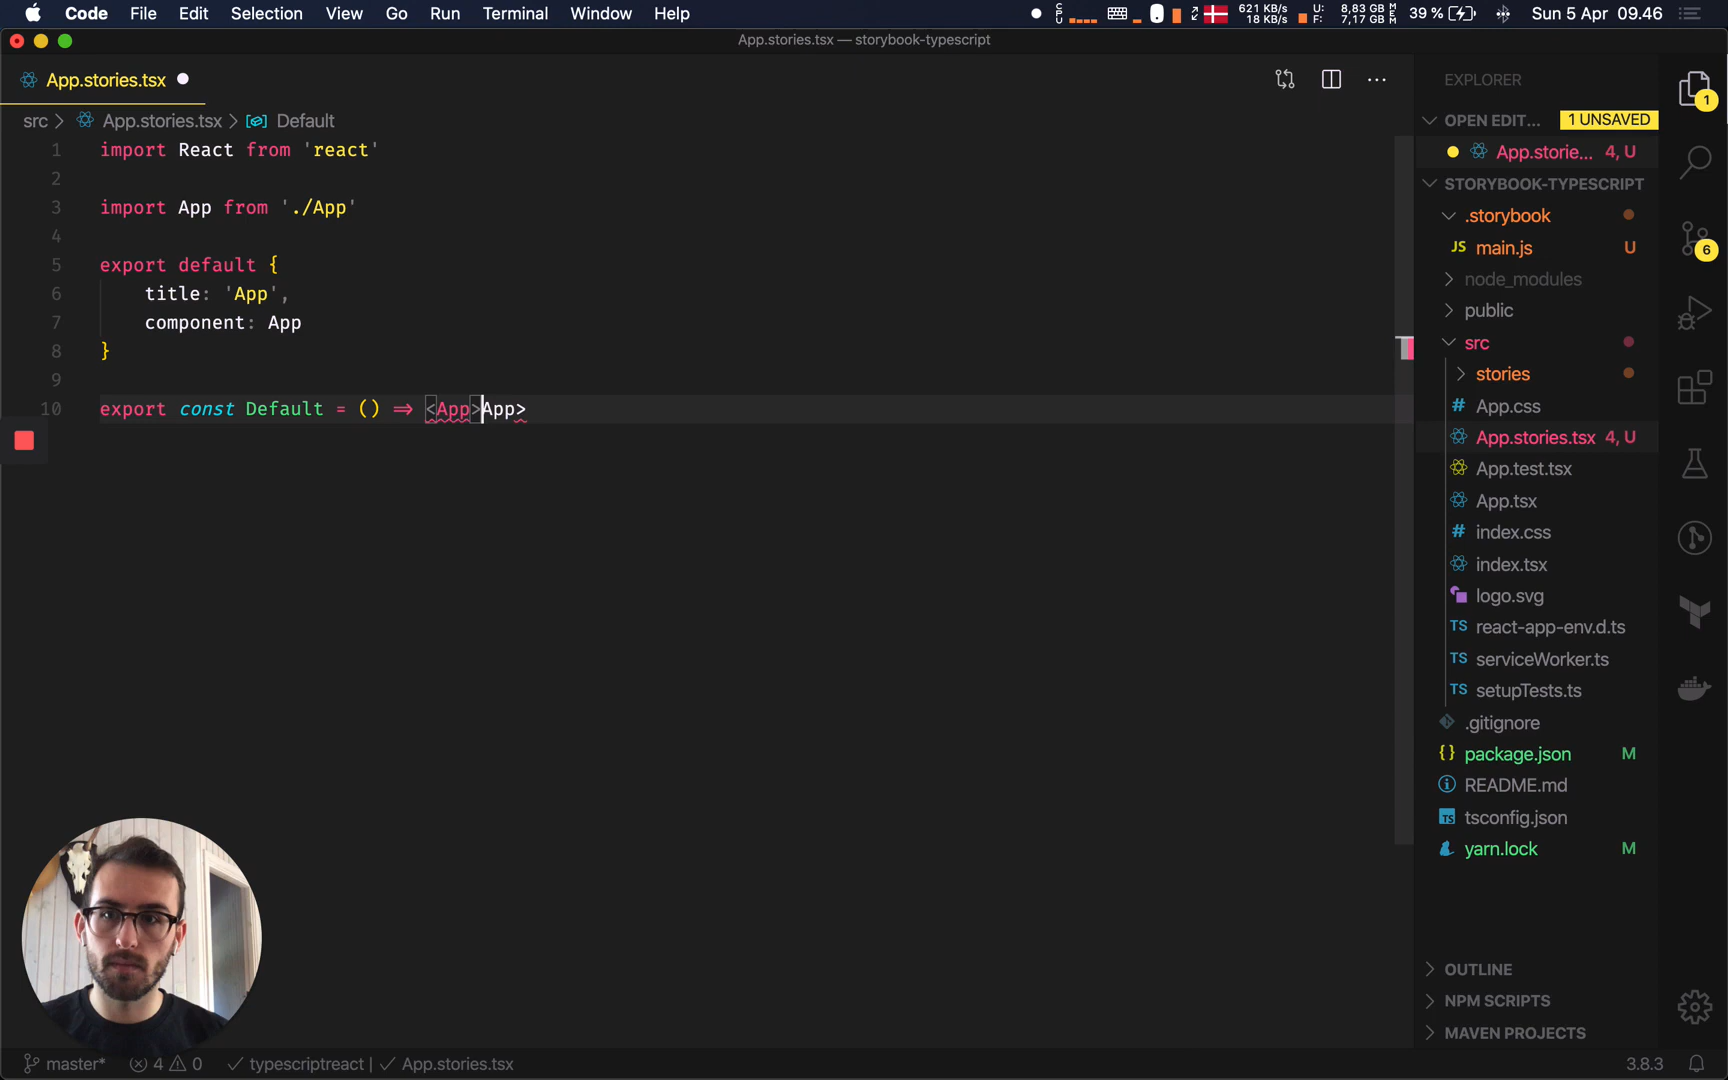 Code File Edit Selection View Go Run Terminal Window Help
CPU 621 KB/s 18 KB/s U: 8,83 GB F: 7,17 GB MEM 39 % Sun 5 Apr 09.46
App.stories.tsx — storybook-typescript
App.stories.tsx
src > App.stories.tsx > Default
1 import React from 'react'
2
3 import App from './App'
4
5 export default {
6 title: 'App',
7 component: App
8 }
9
10 export const Default = () => <App>App>
EXPLORER
OPEN EDIT... 1 UNSAVED
App.storie... 4, U
STORYBOOK-TYPESCRIPT
.storybook
JS main.js U
node_modules
public
src
stories
# App.css
App.stories.tsx 4, U
App.test.tsx
App.tsx
# index.css
index.tsx
logo.svg
TS react-app-env.d.ts
TS serviceWorker.ts
TS setupTests.ts
.gitignore
{} package.json M
README.md
TS tsconfig.json
yarn.lock M
OUTLINE
NPM SCRIPTS
MAVEN PROJECTS
1
6
master* 4 0 typescriptreact | App.stories.tsx 3.8.3